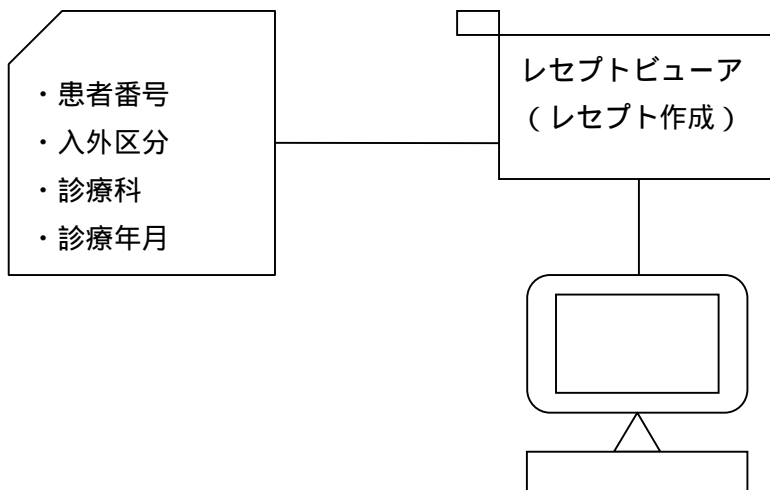 ・患者番号
・入外区分
・診療科
・診療年月
レセプトビューア
（レセプト作成）